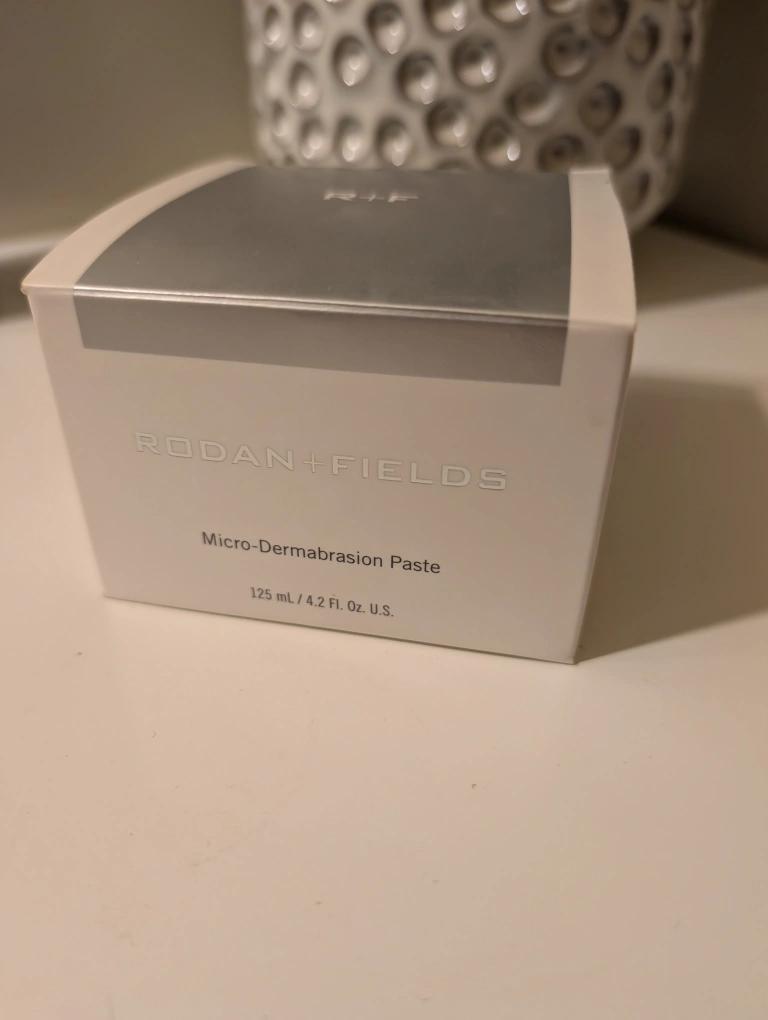 R+F
RODAN+FIELDS
Micro-Dermabrasion Paste
125 mL / 4.2 Fl. Oz. U.S.